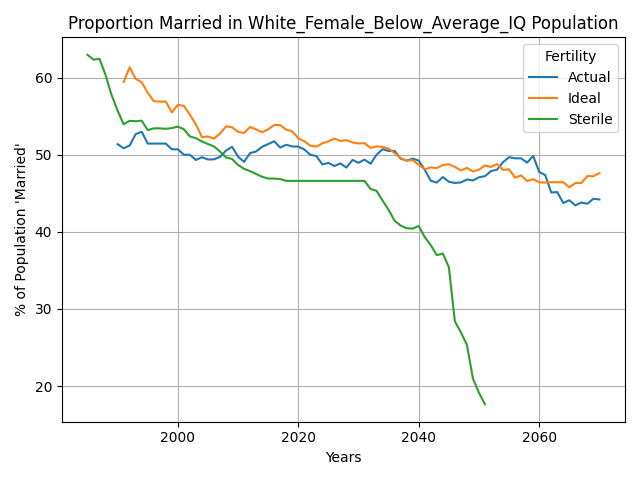 Proportion Married in White_Female_Below_Average_IQ Population
Fertility
Actual
Ideal
Sterile
% of Population 'Married'
60
50
40
30
20
2000
2020
2040
2060
Years